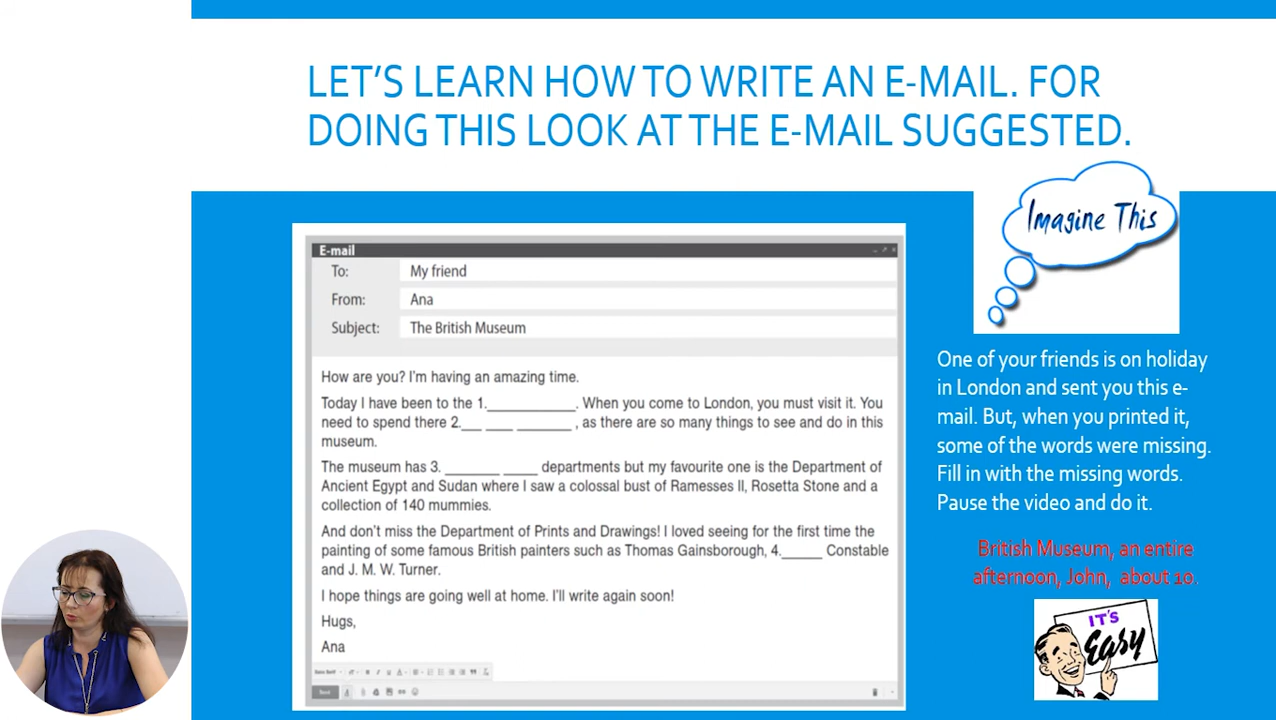 LET'S LEARN HOW TO WRITE AN E-MAIL. FOR
DOING THIS LOOK AT THE E-MAIL SUGGESTED.
Imagine This
E-mail
To: My friend
From: Ana
Subject: The British Museum
How are you? I'm having an amazing time.
Today I have been to the 1.____________. When you come to London, you must visit it. You
need to spend there 2.___ ____ ________ , as there are so many things to see and do in this
museum.
The museum has 3. ________ _____ departments but my favourite one is the Department of
Ancient Egypt and Sudan where I saw a colossal bust of Ramesses II, Rosetta Stone and a
collection of 140 mummies.
And don't miss the Department of Prints and Drawings! I loved seeing for the first time the
painting of some famous British painters such as Thomas Gainsborough, 4.______ Constable
and J. M. W. Turner.
I hope things are going well at home. I'll write again soon!
Hugs,
Ana
Send
One of your friends is on holiday
in London and sent you this e-
mail. But, when you printed it,
some of the words were missing.
Fill in with the missing words.
Pause the video and do it.
British Museum, an entire
afternoon, John, about 10.
IT'S
Easy